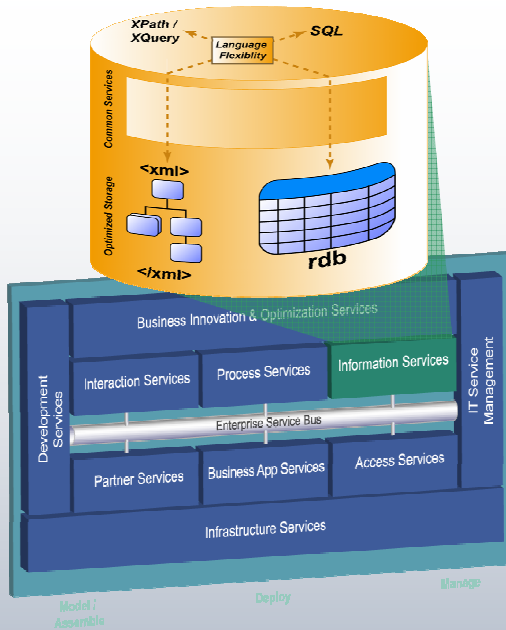 XPath /
XQuery
SQL
Language
Flexiblity
Common Services
<xml>
Optimized Storage
rdb
</xml>
Business Innovation & Optimization Services
Development
Services
Interaction Services
Process Services
Information Services
IT Service
Management
Enterprise Service Bus
Partner Services
Business App Services
Access Services
Infrastructure Services
Model /
Assemble
Deploy
Manage